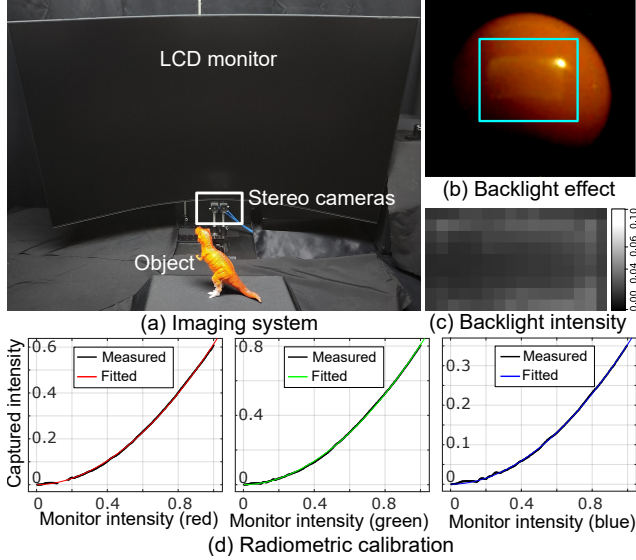 LCD monitor
Stereo cameras
Object
(a) Imaging system
(b) Backlight effect
0.00 0.04 0.08 0.10
(c) Backlight intensity
Captured intensity
0.6
0.4
0.2
0
Measured
Fitted
0 0.4 0.8
Monitor intensity (red)
0.8
0.4
0
Measured
Fitted
0 0.4 0.8
Monitor intensity (green)
0.3
0.2
0.1
0
Measured
Fitted
0 0.4 0.8
Monitor intensity (blue)
(d) Radiometric calibration